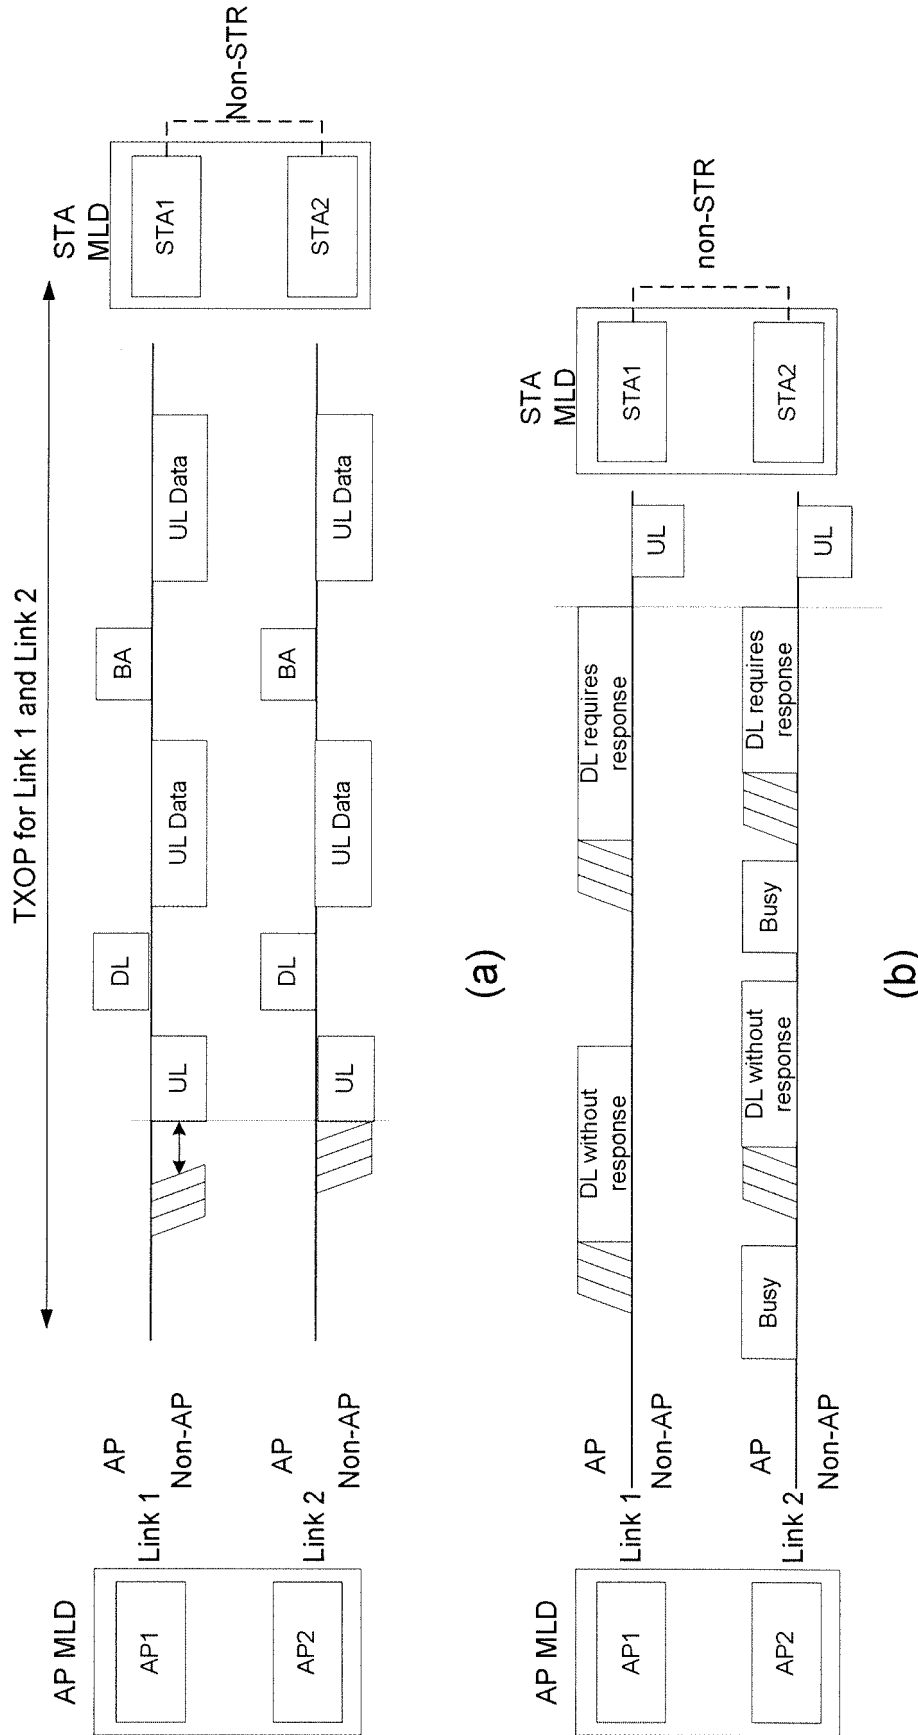 TXOP for Link 1 and Link 2
AP MLD
STA
MLD
AP1
AP2
AP
Link 1
Non-AP
UL
DL
UL Data
BA
UL Data
STA1
Non-STR
AP
Link 2
Non-AP
UL
DL
UL Data
BA
UL Data
STA2
(a)
AP MLD
STA
MLD
AP1
AP2
AP
Link 1
Non-AP
DL without
response
DL requires
response
UL
STA1
non-STR
AP
Link 2
Non-AP
Busy
DL without
response
Busy
DL requires
response
UL
STA2
(b)